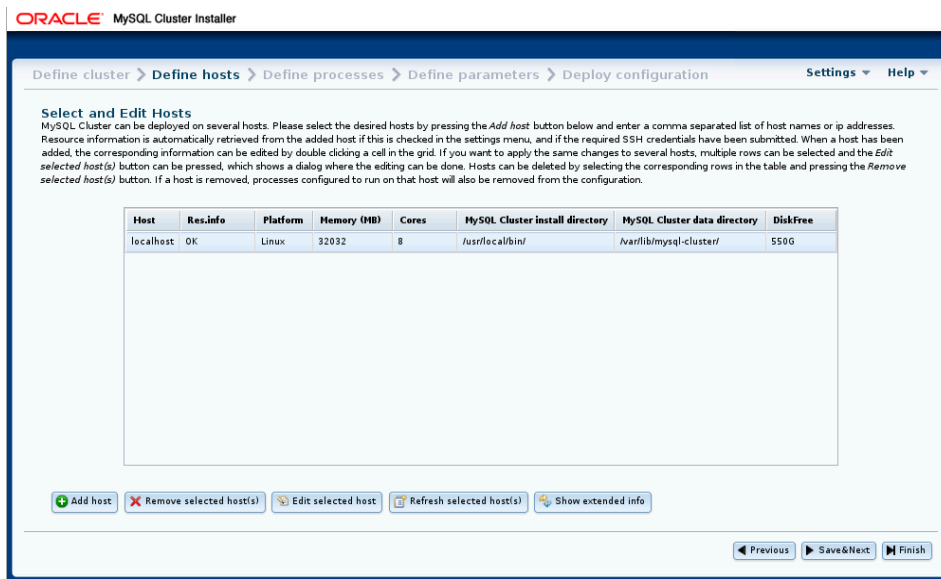 ORACLE® MySQL Cluster Installer
Define cluster > Define hosts > Define processes > Define parameters > Deploy configuration
Settings Help
Select and Edit Hosts
MySQL Cluster can be deployed on several hosts. Please select the desired hosts by pressing the Add host button below and enter a comma separated list of host names or ip addresses.
Resource information is automatically retrieved from the added host if this is checked in the settings menu, and if the required SSH credentials have been submitted. When a host has been
added, the corresponding information can be edited by double clicking a cell in the grid. If you want to apply the same changes to several hosts, multiple rows can be selected and the Edit
selected host(s) button can be pressed, which shows a dialog where the editing can be done. Hosts can be deleted by selecting the corresponding rows in the table and pressing the Remove
selected host(s) button. If a host is removed, processes configured to run on that host will also be removed from the configuration.
Host Res.info Platform Memory (MB) Cores MySQL Cluster install directory MySQL Cluster data directory DiskFree
localhost OK Linux 32032 8 /usr/local/bin/ /var/lib/mysql-cluster/ 550G
Add host Remove selected host(s) Edit selected host Refresh selected host(s) Show extended info
Previous Save&Next Finish